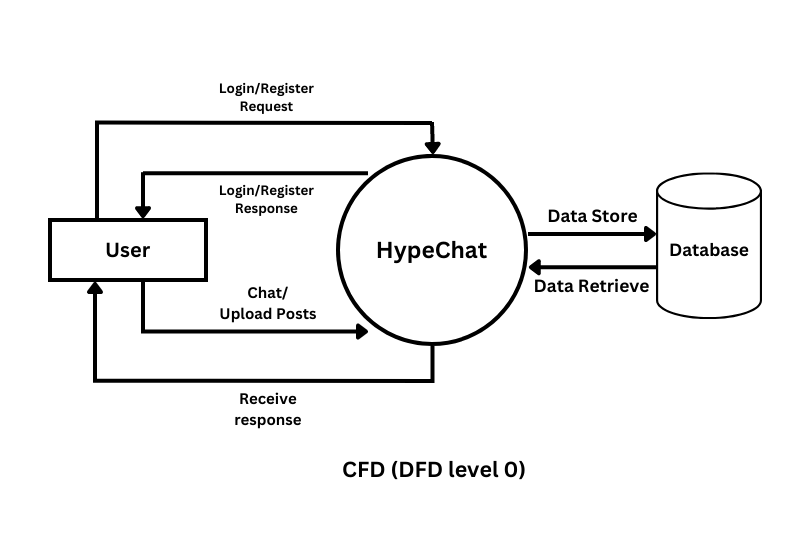 Login/Register
Request
Login/Register
Response
User
HypeChat
Data Store
Database
Data Retrieve
Chat/
Upload Posts
Receive
response
CFD (DFD level 0)